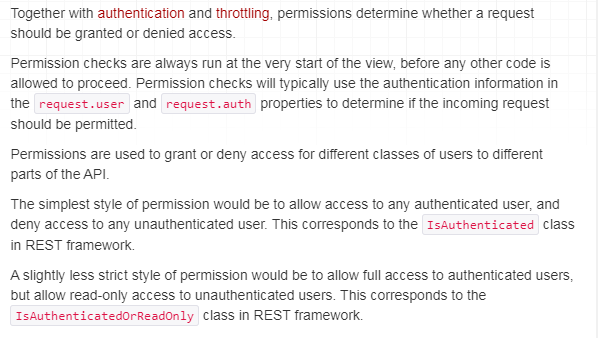 Together with authentication and throttling, permissions determine whether a request
should be granted or denied access.
Permission checks are always run at the very start of the view, before any other code is
allowed to proceed. Permission checks will typically use the authentication information in
the request.user and request.auth properties to determine if the incoming request
should be permitted.
Permissions are used to grant or deny access for different classes of users to different
parts of the API.
The simplest style of permission would be to allow access to any authenticated user, and
deny access to any unauthenticated user. This corresponds to the IsAuthenticated class
in REST framework.
A slightly less strict style of permission would be to allow full access to authenticated users,
but allow read-only access to unauthenticated users. This corresponds to the
IsAuthenticatedOrReadOnly class in REST framework.